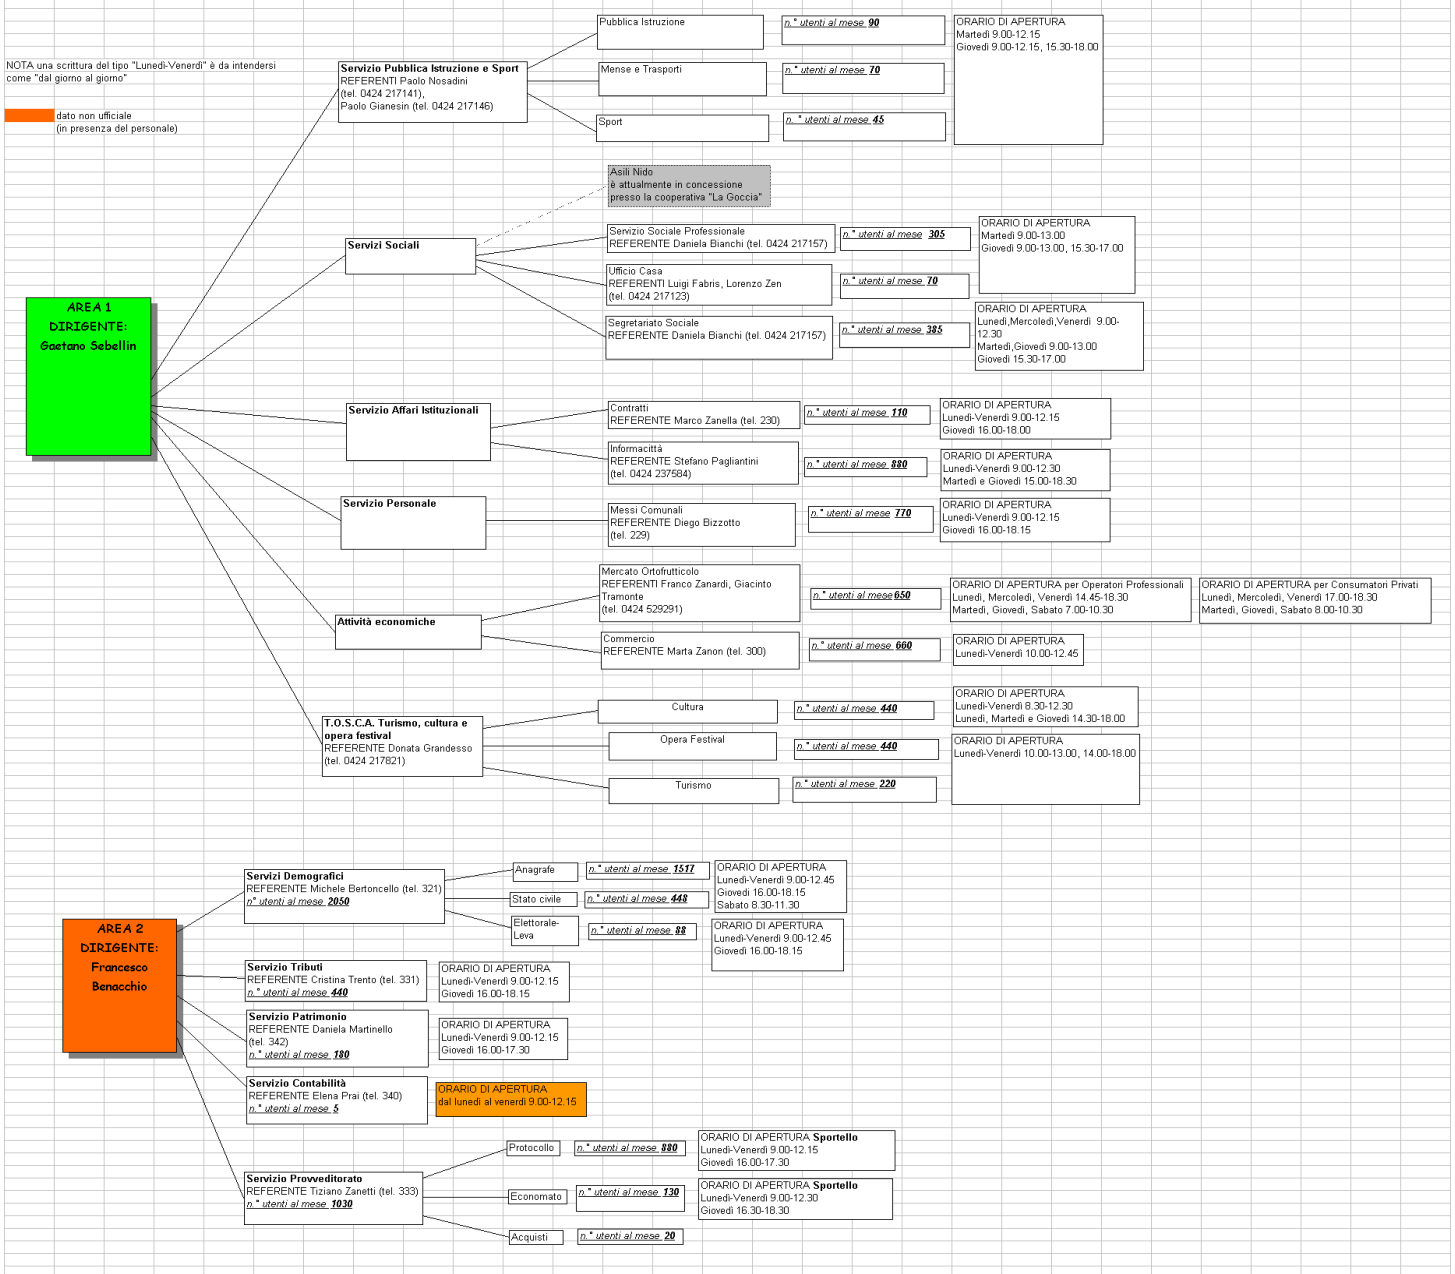 NOTA una scrittura del tipo "Lunedì-Venerdì" è da intendersi
come "dal giorno al giorno"
dato non ufficiale
(in presenza del personale)
AREA 1
DIRIGENTE:
Gaetano Sebellin
Servizio Pubblica Istruzione e Sport
REFERENTI Paolo Nosadini
(tel. 0424 217141),
Paolo Gianesin (tel. 0424 217146)
Pubblica Istruzione
n.° utenti al mese 90
Mense e Trasporti
n.° utenti al mese 70
Sport
n. ° utenti al mese 45
ORARIO DI APERTURA
Martedì 9.00-12.15
Giovedì 9.00-12.15, 15.30-18.00
Asili Nido
è attualmente in concessione
presso la cooperativa "La Goccia"
Servizi Sociali
Servizio Sociale Professionale
REFERENTE Daniela Bianchi (tel. 0424 217157)
n.° utenti al mese 305
Ufficio Casa
REFERENTI Luigi Fabris, Lorenzo Zen
(tel. 0424 217123)
n.° utenti al mese 70
ORARIO DI APERTURA
Martedì 9.00-13.00
Giovedì 9.00-13.00, 15.30-17.00
Segretariato Sociale
REFERENTE Daniela Bianchi (tel. 0424 217157)
n.° utenti al mese 385
ORARIO DI APERTURA
Lunedì,Mercoledì,Venerdì 9.00-
12.30
Martedì,Giovedì 9.00-13.00
Giovedì 15.30-17.00
Servizio Affari Istituzionali
Contratti
REFERENTE Marco Zanella (tel. 230)
n.° utenti al mese 110
ORARIO DI APERTURA
Lunedì-Venerdì 9.00-12.15
Giovedì 16.00-18.00
Informacittà
REFERENTE Stefano Pagliantini
(tel. 0424 237584)
n.° utenti al mese 880
ORARIO DI APERTURA
Lunedì-Venerdì 9.00-12.30
Martedì e Giovedì 15.00-18.30
Servizio Personale
Messi Comunali
REFERENTE Diego Bizzotto
(tel. 229)
n.° utenti al mese 770
ORARIO DI APERTURA
Lunedì-Venerdì 9.00-12.15
Giovedì 16.00-18.15
Attività economiche
Mercato Ortofrutticolo
REFERENTI Franco Zanardi, Giacinto
Tramonte
(tel. 0424 529291)
n.° utenti al mese650
ORARIO DI APERTURA per Operatori Professionali
Lunedì, Mercoledì, Venerdì 14.45-18.30
Martedì, Giovedì, Sabato 7.00-10.30
ORARIO DI APERTURA per Consumatori Privati
Lunedì, Mercoledì, Venerdì 17.00-18.30
Martedì, Giovedì, Sabato 8.00-10.30
Commercio
REFERENTE Marta Zanon (tel. 300)
n.° utenti al mese 660
ORARIO DI APERTURA
Lunedì-Venerdì 10.00-12.45
T.O.S.C.A. Turismo, cultura e
opera festival
REFERENTE Donata Grandesso
(tel. 0424 217821)
Cultura
n.° utenti al mese 440
ORARIO DI APERTURA
Lunedì-Venerdì 8.30-12.30
Lunedì, Martedì e Giovedì 14.30-18.00
Opera Festival
n.° utenti al mese 440
Turismo
n.° utenti al mese 220
ORARIO DI APERTURA
Lunedì-Venerdì 10.00-13.00, 14.00-18.00
AREA 2
DIRIGENTE:
Francesco
Benacchio
Servizi Demografici
REFERENTE Michele Bertoncello (tel. 321)
n° utenti al mese 2050
Anagrafe
n.° utenti al mese 1517
Stato civile
n.° utenti al mese 448
ORARIO DI APERTURA
Lunedì-Venerdì 9.00-12.45
Giovedì 16.00-18.15
Sabato 8.30-11.30
Elettorale-
Leva
n.° utenti al mese 88
ORARIO DI APERTURA
Lunedì-Venerdì 9.00-12.45
Giovedì 16.00-18.15
Servizio Tributi
REFERENTE Cristina Trento (tel. 331)
n.° utenti al mese 440
ORARIO DI APERTURA
Lunedì-Venerdì 9.00-12.15
Giovedì 16.00-18.15
Servizio Patrimonio
REFERENTE Daniela Martinello
(tel. 342)
n.° utenti al mese 180
ORARIO DI APERTURA
Lunedì-Venerdì 9.00-12.15
Giovedì 16.00-17.30
Servizio Contabilità
REFERENTE Elena Prai (tel. 340)
n.° utenti al mese 5
ORARIO DI APERTURA
dal lunedì al venerdì 9.00-12.15
Servizio Provveditorato
REFERENTE Tiziano Zanetti (tel. 333)
n.° utenti al mese 1030
Protocollo
n.° utenti al mese 880
ORARIO DI APERTURA Sportello
Lunedì-Venerdì 9.00-12.15
Giovedì 16.00-17.30
Economato
n.° utenti al mese 130
ORARIO DI APERTURA Sportello
Lunedì-Venerdì 9.00-12.30
Giovedì 16.30-18.30
Acquisti
n.° utenti al mese 20